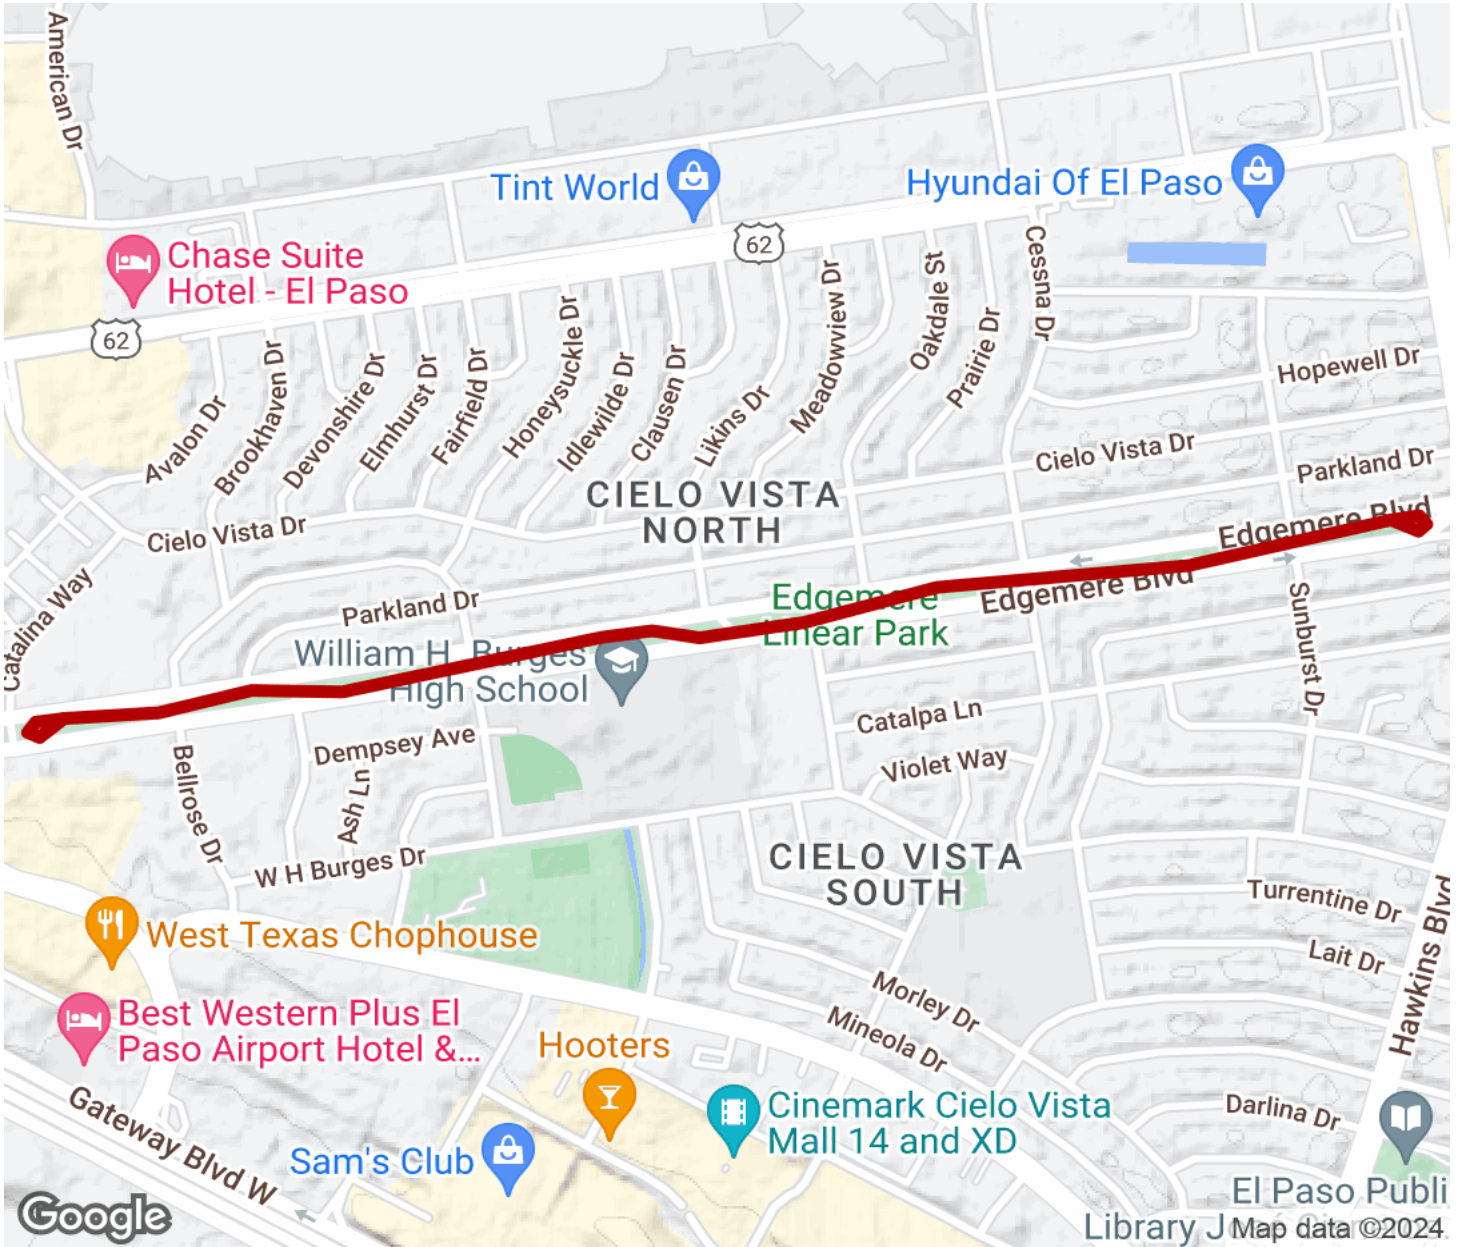 American Dr
Tint World
Hyundai Of El Paso
62
Chase Suite
Hotel - El Paso
62
Cessna Dr
Oakdale St
Meadowview Dr
Prairie Dr
Honeysuckle Dr
Brookhaven Dr
Devonshire Dr
Elmhurst Dr
Fairfield Dr
Idlewilde Dr
Clausen Dr
Likins Dr
Hopewell Dr
Avalon Dr
Cielo Vista Dr
Parkland Dr
CIELO VISTA
NORTH
Cielo Vista Dr
Edgemere Blvd
Catalina Way
Parkland Dr
Edgemere
Linear Park
Edgemere Blvd
Sunburst Dr
William H. Burges
High School
Catalpa Ln
Dempsey Ave
Violet Way
Bellrose Dr
Ash Ln
W H Burges Dr
CIELO VISTA
SOUTH
Turrentine Dr
Hawkins Blvd
West Texas Chophouse
Lait Dr
Morley Dr
Mineola Dr
Best Western Plus El
Paso Airport Hotel &...
Hooters
Gateway Blvd W
Cinemark Cielo Vista
Mall 14 and XD
Darlina Dr
Sam's Club
El Paso Publi
Library J
Google
Map data ©2024